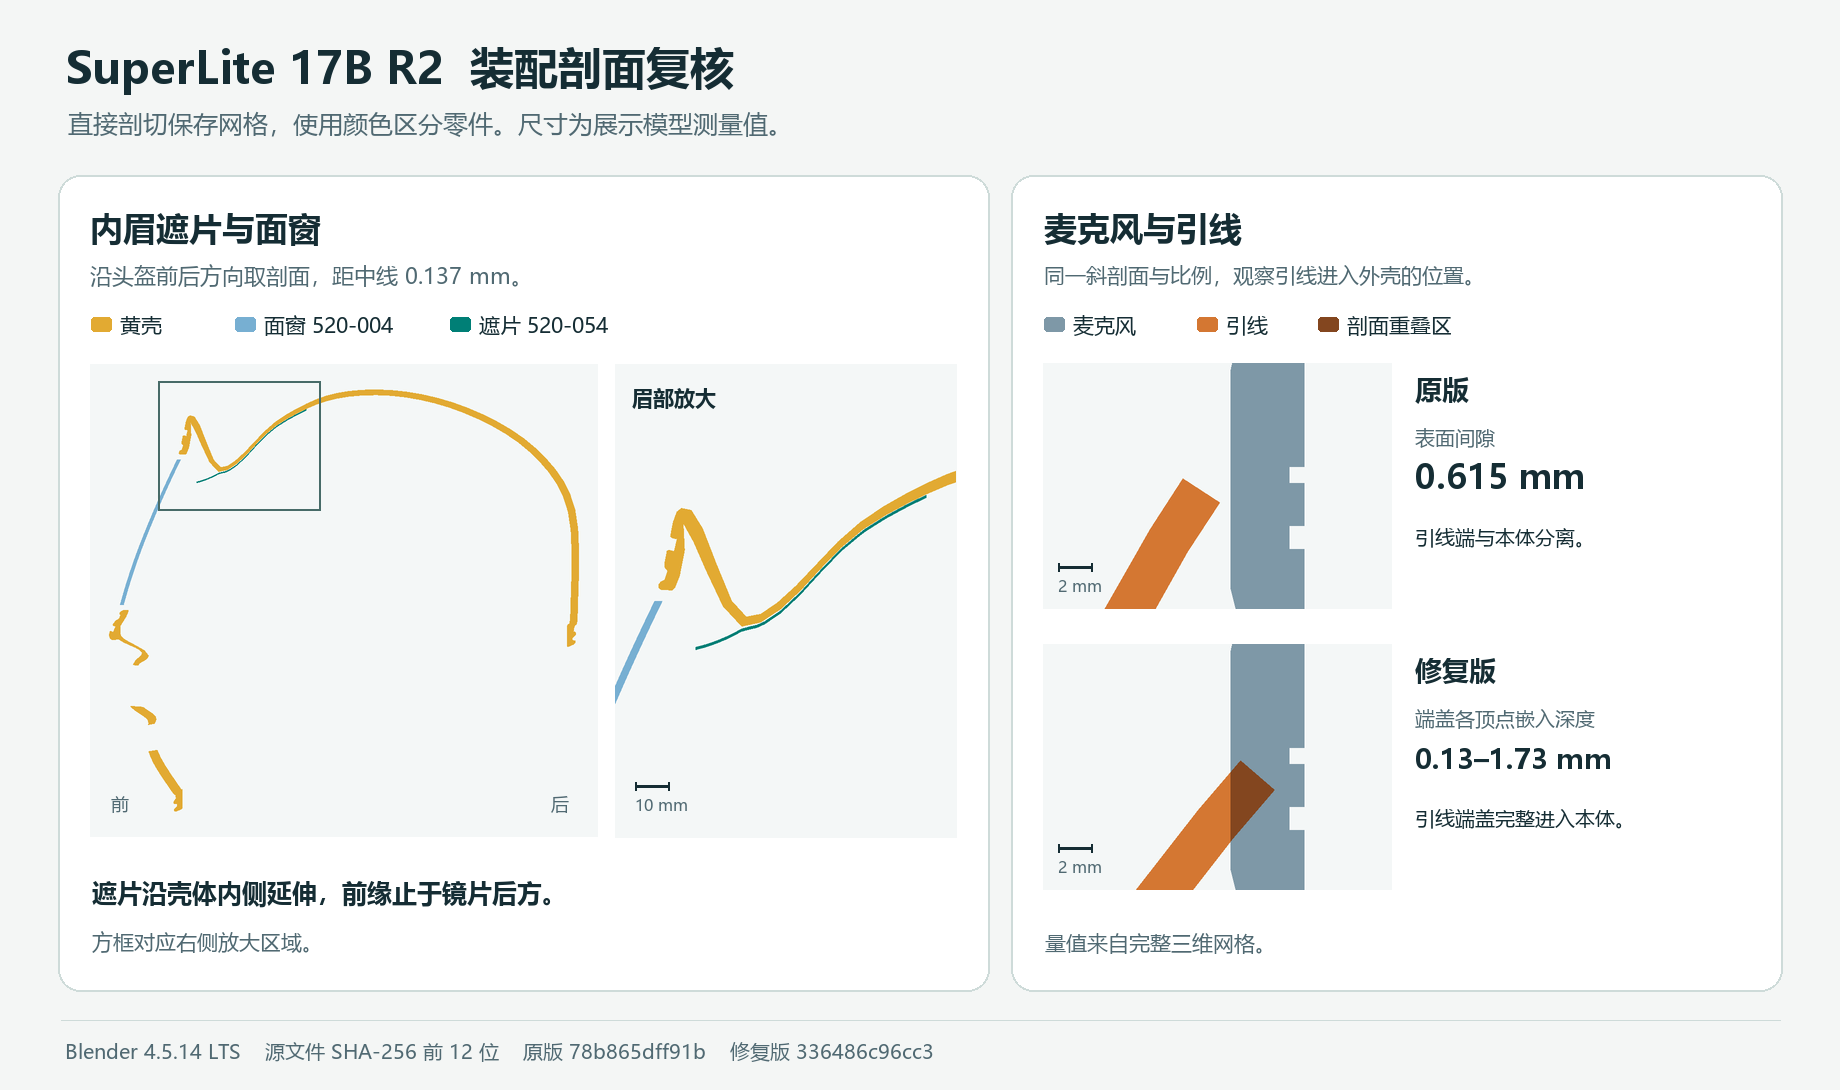 SuperLite 17B R2 装配剖面复核
直接剖切保存网格，使用颜色区分零件。尺寸为展示模型测量值。
内眉遮片与面窗
沿头盔前后方向取剖面，距中线 0.137 mm。
黄壳
面窗 520-004
遮片 520-054
眉部放大
前
后
10 mm
遮片沿壳体内侧延伸，前缘止于镜片后方。
方框对应右侧放大区域。
麦克风与引线
同一斜剖面与比例，观察引线进入外壳的位置。
麦克风
引线
剖面重叠区
2 mm
原版
表面间隙
0.615 mm
引线端与本体分离。
2 mm
修复版
端盖各顶点嵌入深度
0.13–1.73 mm
引线端盖完整进入本体。
量值来自完整三维网格。
Blender 4.5.14 LTS 源文件 SHA-256 前 12 位 原版 78b865dff91b 修复版 336486c96cc3